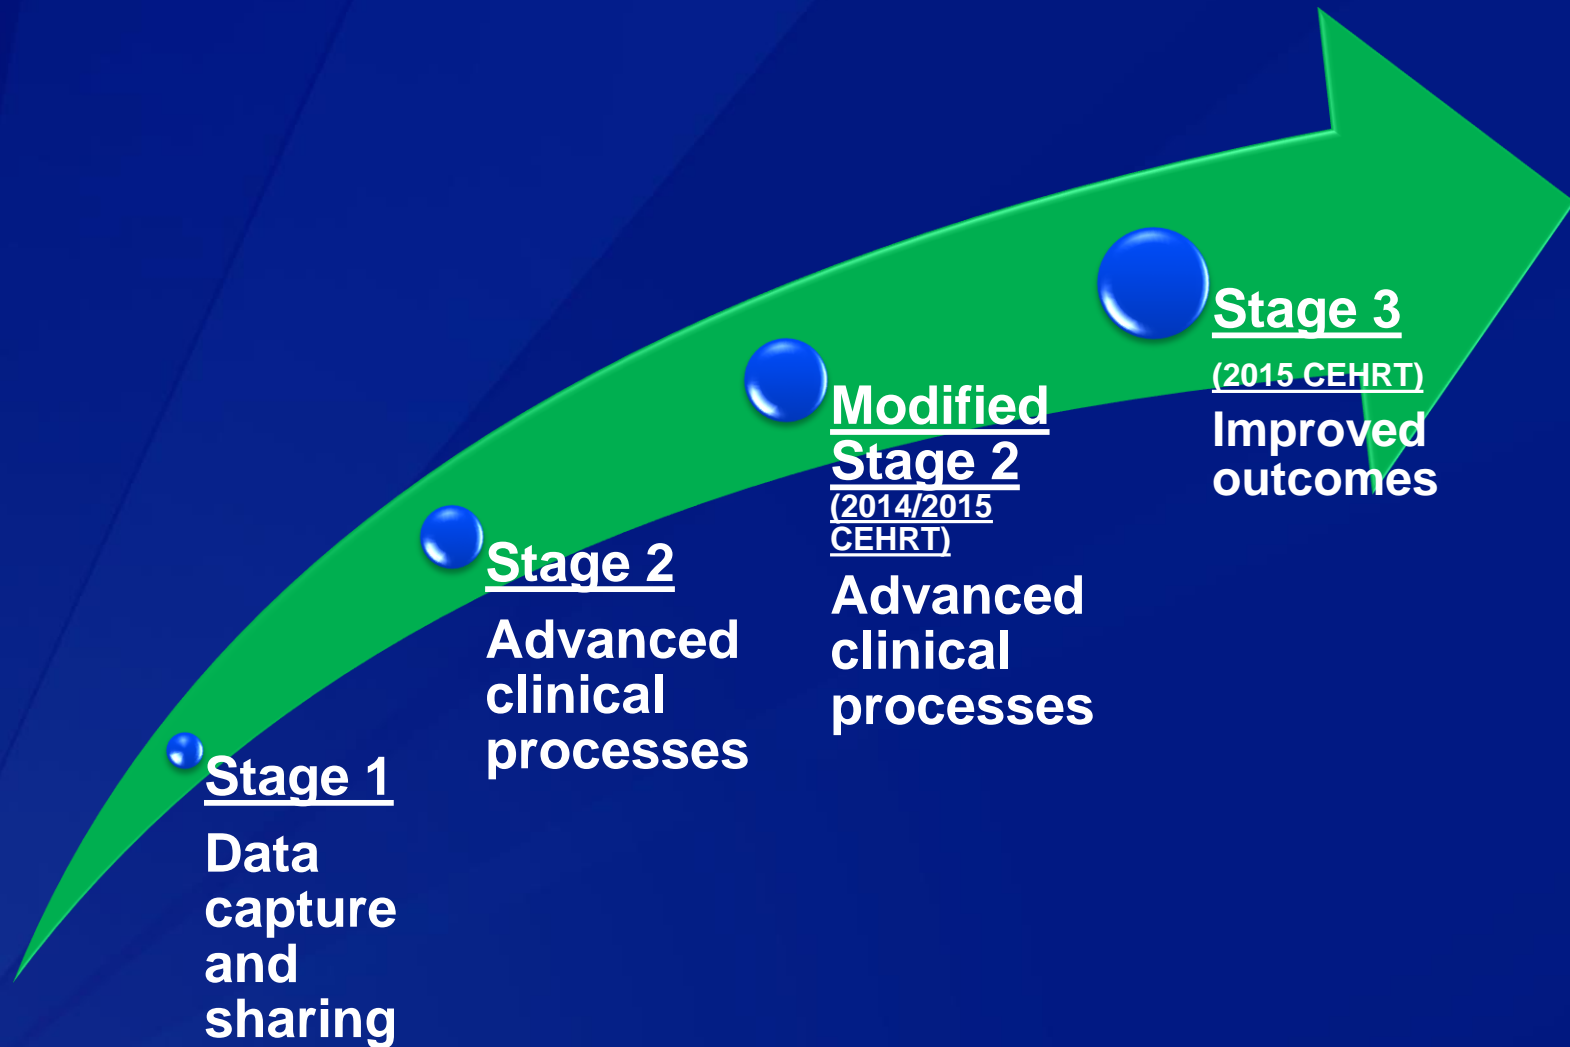 Stage 1
Data
capture
and
sharing
Stage 2
Advanced
clinical
processes
Modified
Stage 2
(2014/2015
CEHRT)
Advanced
clinical
processes
Stage 3
(2015 CEHRT)
Improved
outcomes